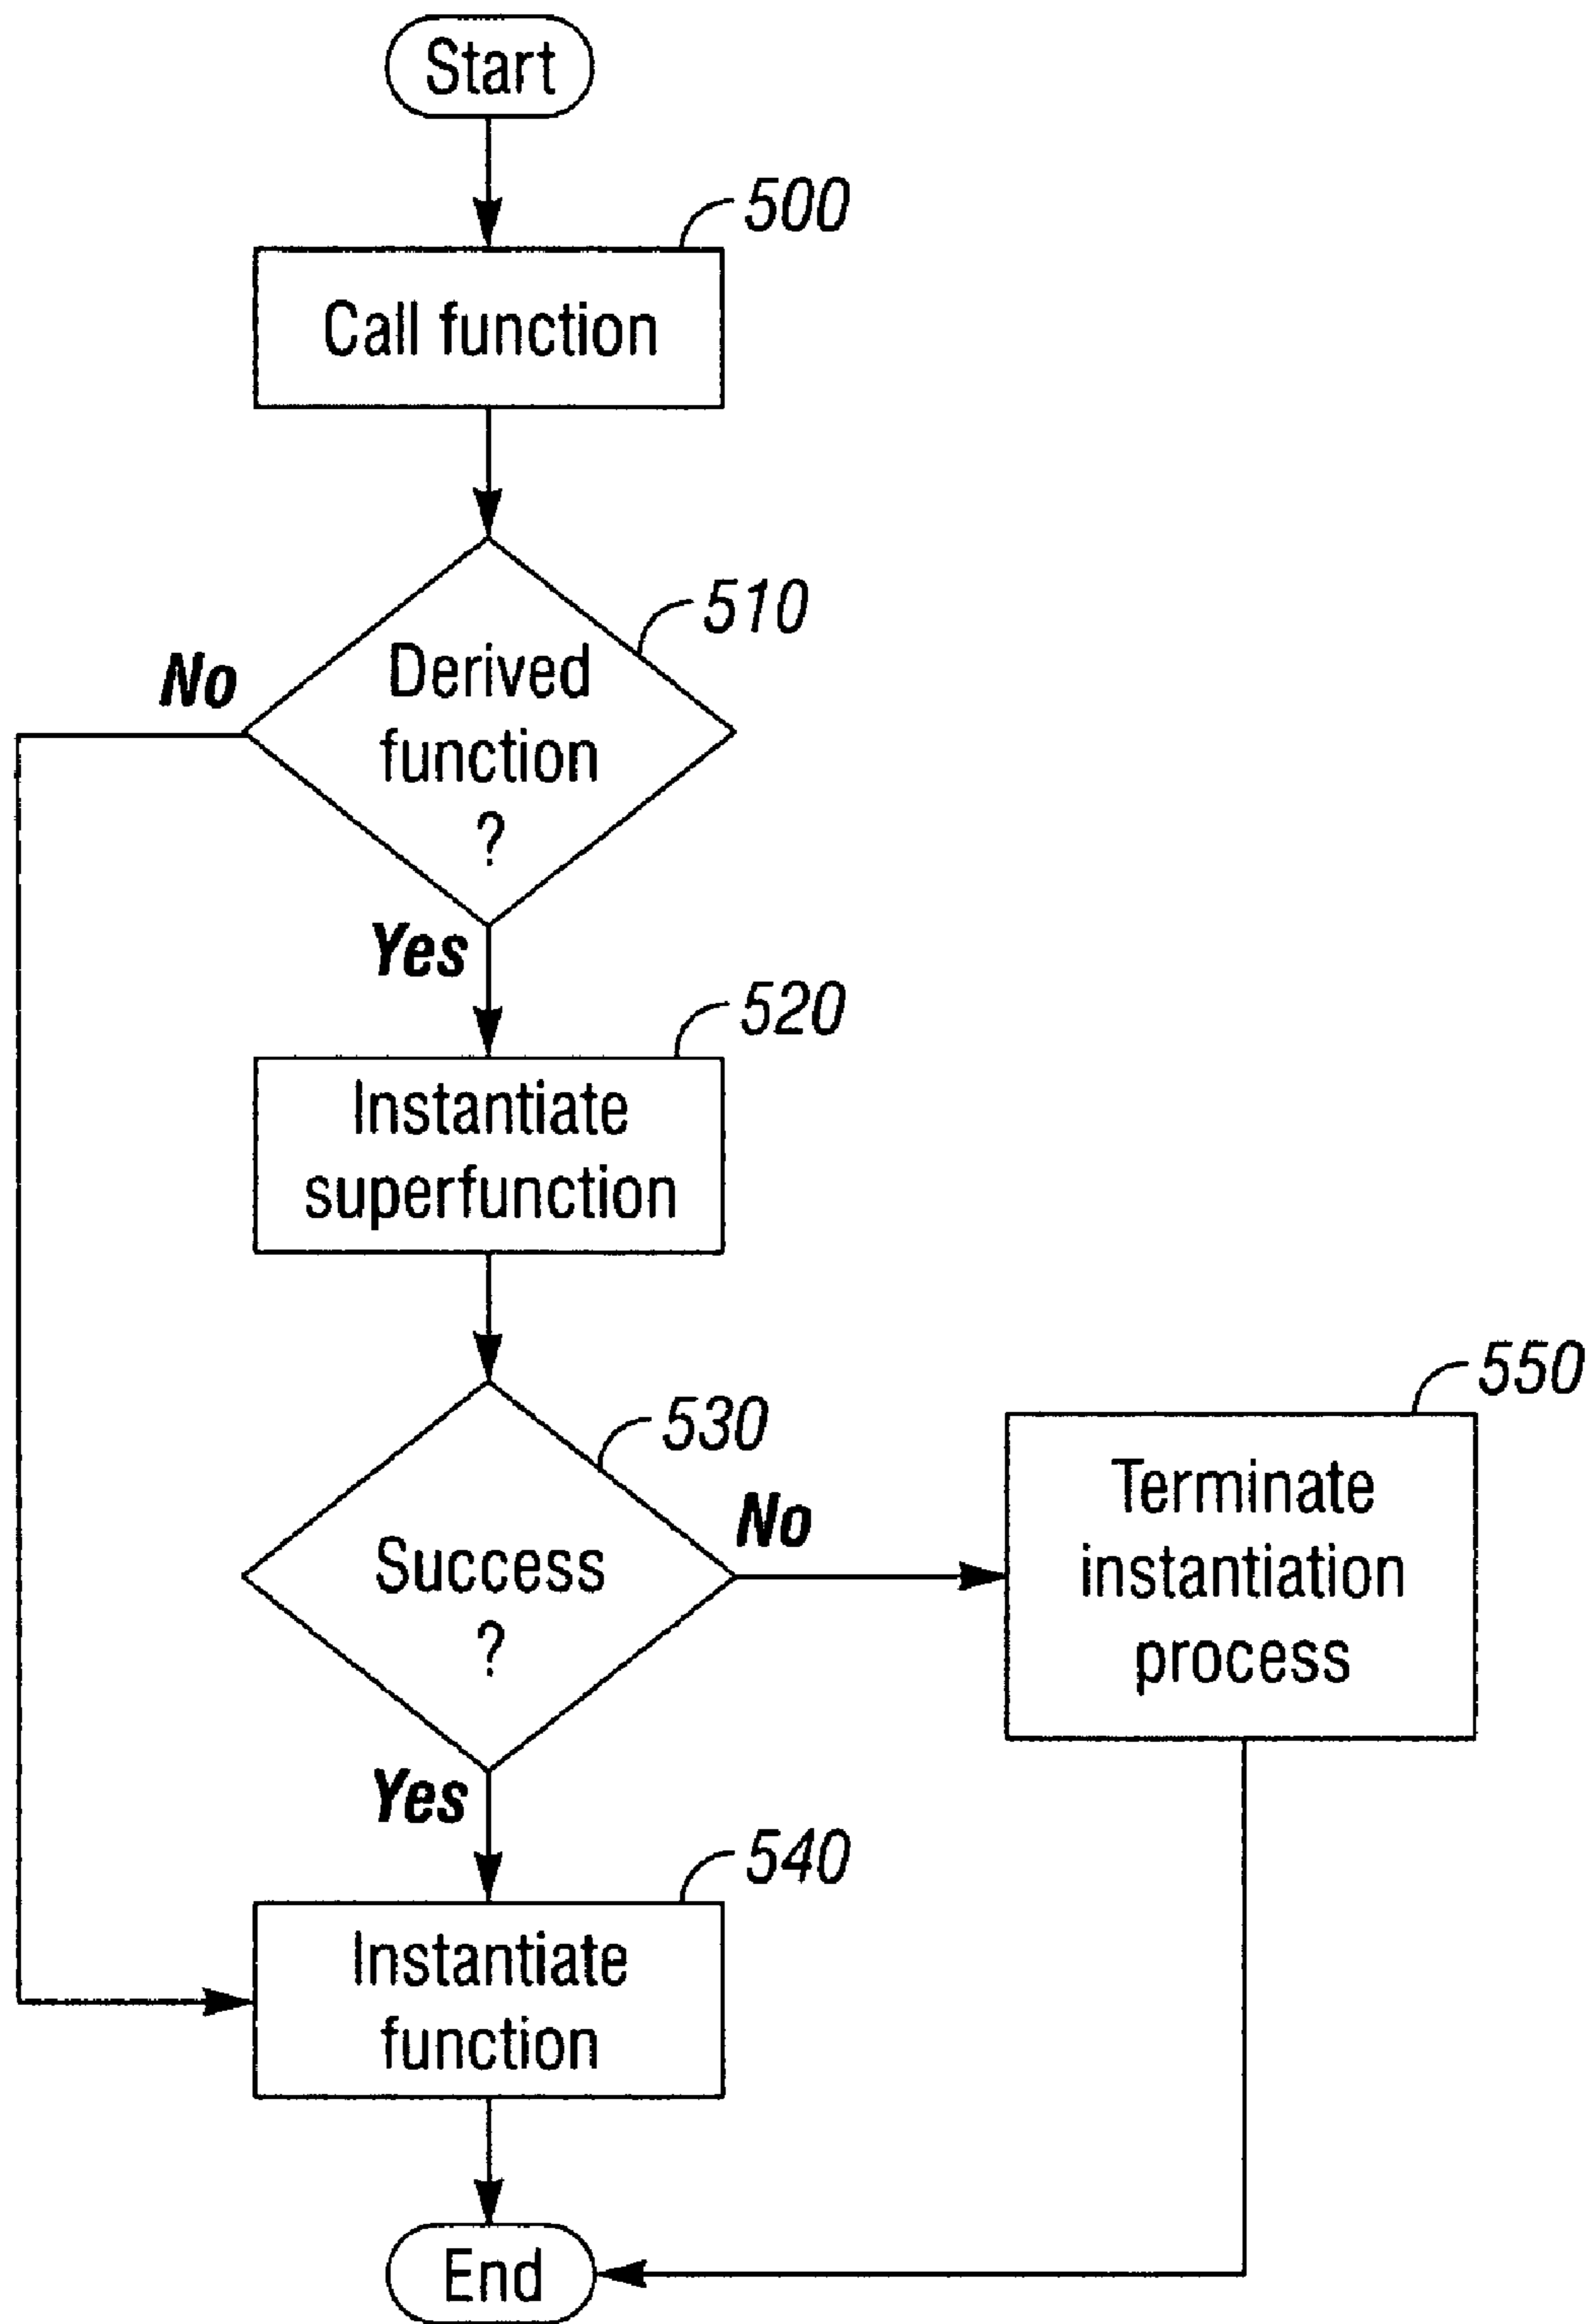 Start
500
Call function
510
Derived
function
?
No
Yes
520
Instantiate
superfunction
530
Success
?
No
550
Terminate
instantiation
process
Yes
540
Instantiate
function
End